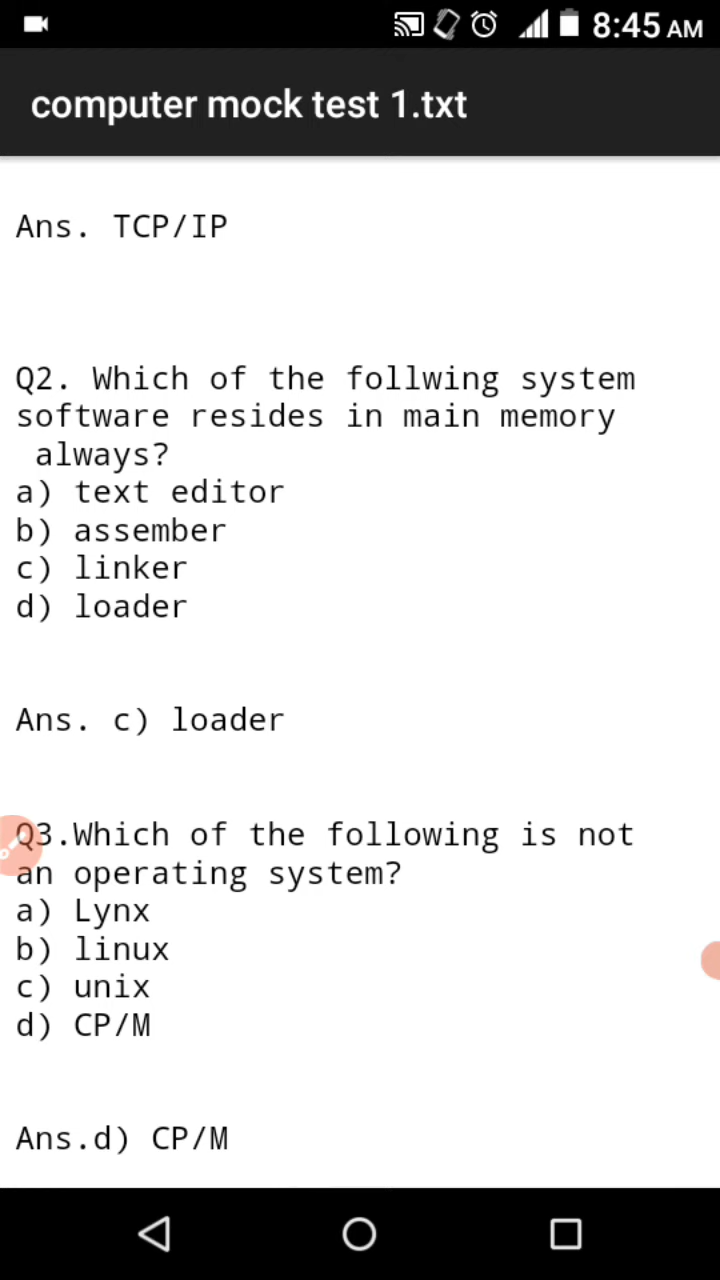 8:45 AM
computer mock test 1.txt
Ans. TCP/IP
Q2. Which of the follwing system
software resides in main memory
always?
a) text editor
b) assember
c) linker
d) loader
Ans. c) loader
Q3.Which of the following is not
an operating system?
a) Lynx
b) linux
c) unix
d) CP/M
Ans.d) CP/M